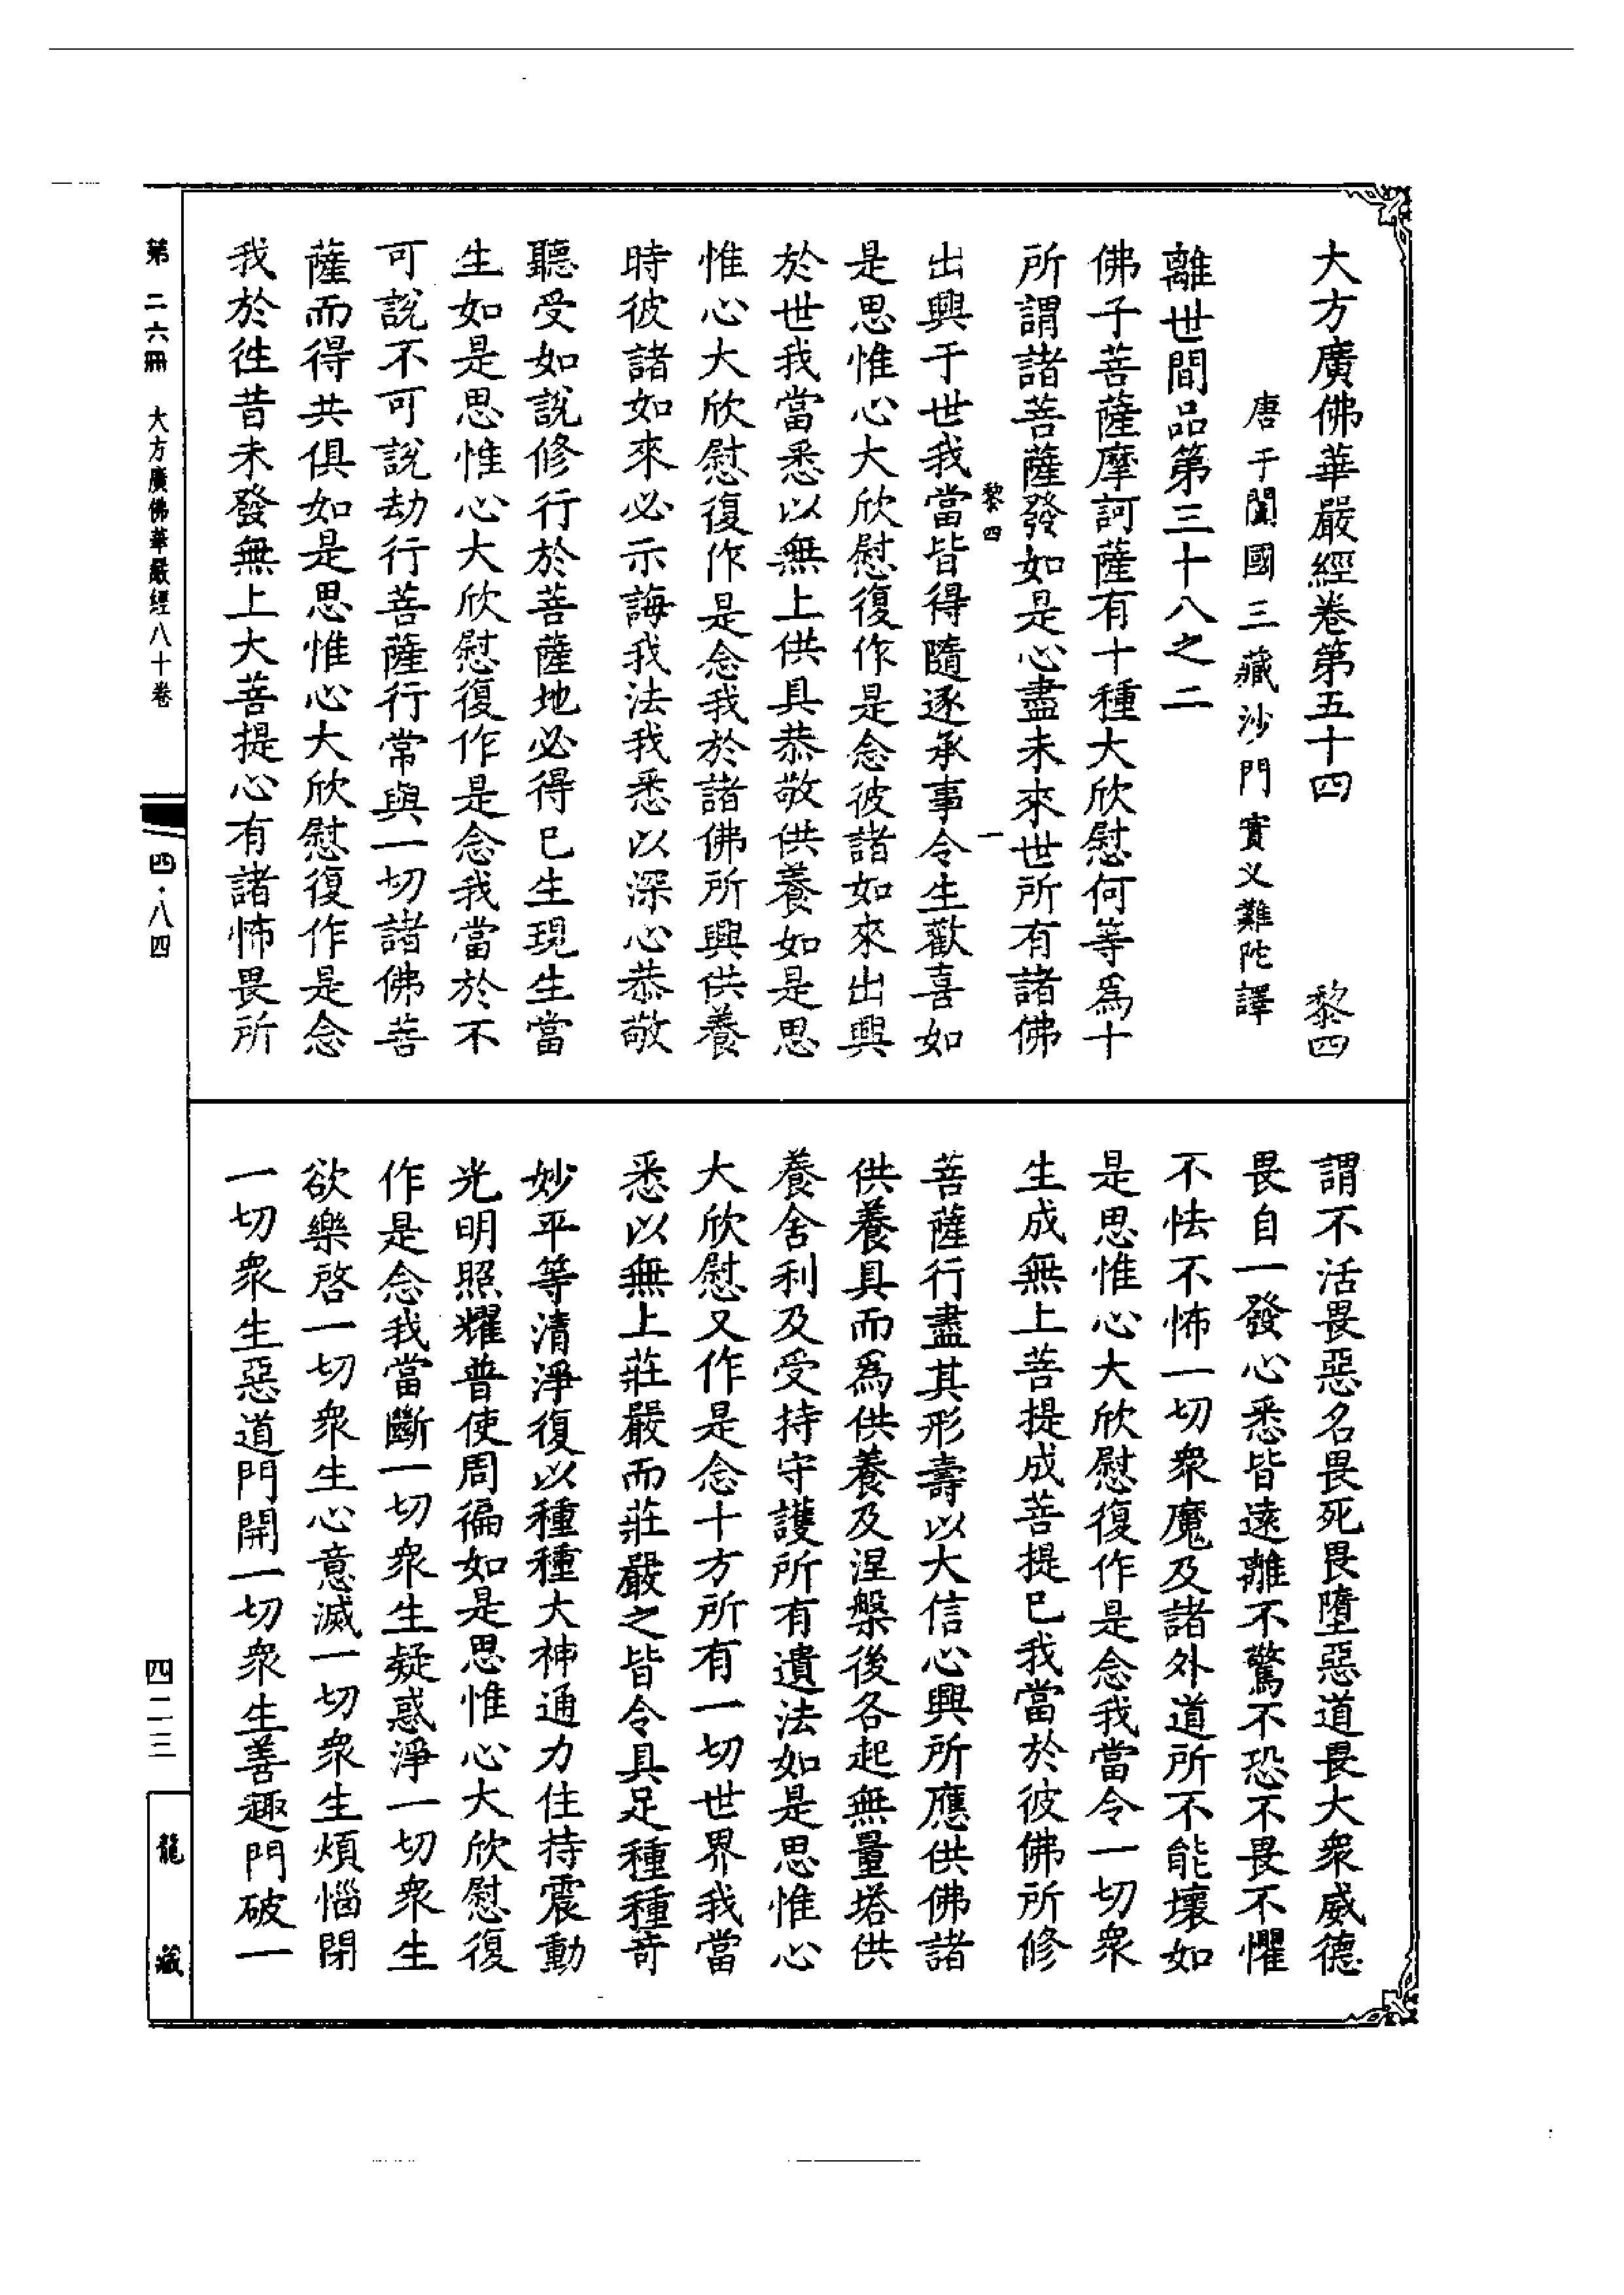 大方廣佛華嚴經卷第五十四　黎四
唐于闐國三藏沙門實叉難陀譯
離世間品第三十八之二
佛子菩薩摩訶薩有十種大欣慰何等爲十
所謂諸菩薩發如是心盡未來世所有諸佛
黎四　一
出興于世我當皆得隨逐承事令生歡喜如
是思惟心大欣慰復作是念彼諸如來出興
於世我當悉以無上供具恭敬供養如是思
惟心大欣慰復作是念我於諸佛所興供養
時彼諸如來必示誨我法我悉以深心恭敬
聽受如說修行於菩薩地必得已生現生當
生如是思惟心大欣慰復作是念我當於不
可說不可說劫行菩薩行常與一切諸佛菩
薩而得共俱如是思惟心大欣慰復作是念
我於徃昔未發無上大菩提心有諸怖畏所
謂不活畏惡名畏死畏墮惡道畏大衆威德
畏自一發心悉皆遠離不驚不恐不畏不懼
不怯不怖一切衆魔及諸外道所不能壞如
是思惟心大欣慰復作是念我當令一切衆
生成無上菩提成菩提已我當於彼佛所修
菩薩行盡其形壽以大信心興所應供佛諸
供養具而爲供養及涅槃後各起無量塔供
養舍利及受持守護所有遺法如是思惟心
大欣慰又作是念十方所有一切世界我當
悉以無上莊嚴而莊嚴之皆令具足種種奇
妙平等清淨復以種種大神通力住持震動
光明照耀普使周徧如是思惟心大欣慰復
作是念我當斷一切衆生疑惑淨一切衆生
欲樂啓一切衆生心意滅一切衆生煩惱閉
一切衆生惡道門開一切衆生善趣門破一
第二六冊　大方廣佛華嚴經八十卷
四·八四
四二三
龍藏